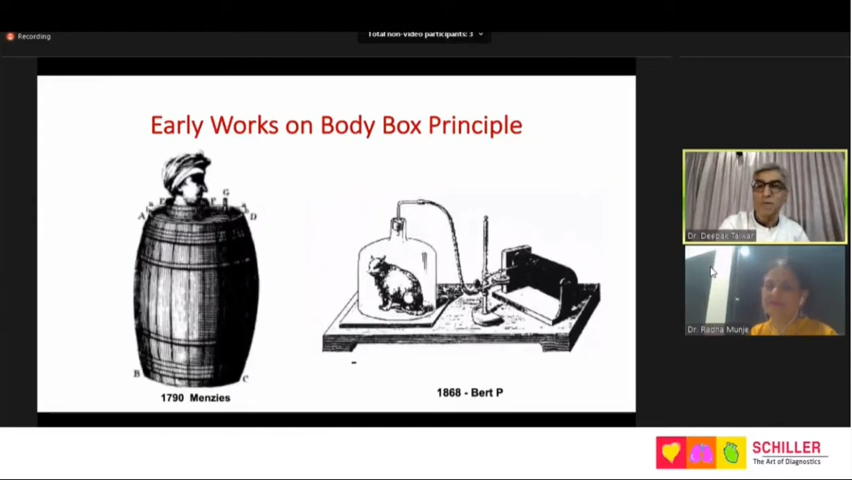 Recording
Total non-video participants: 3
Early Works on Body Box Principle
G
A
D
B
C
1790 Menzies
1868 - Bert P
Dr. Deepak Talwar
Dr. Radha Munje
SCHILLER
The Art of Diagnostics